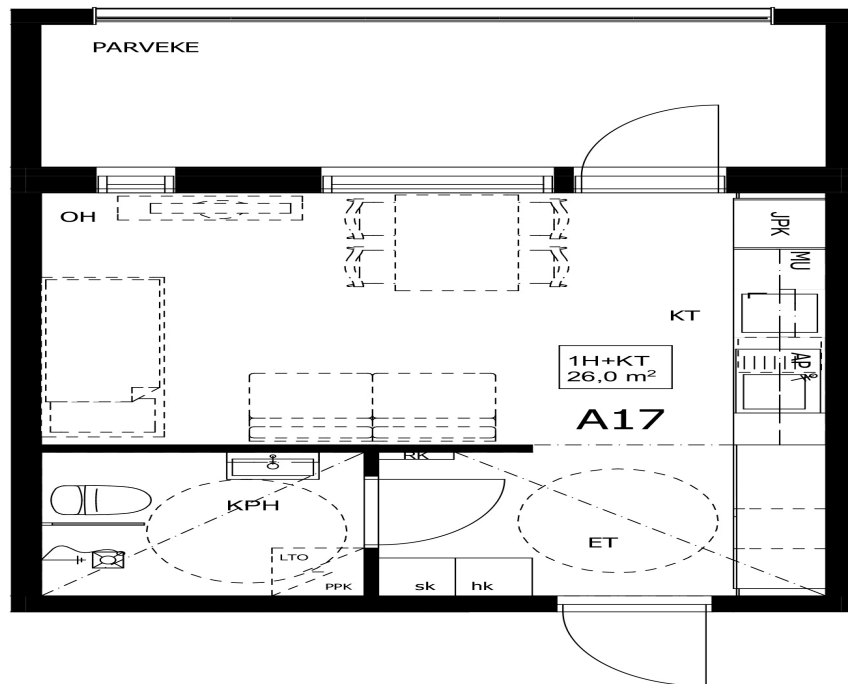 PARVEKE
OH
JPK
MU
L
KT
1H+KT
26,0 m²
AP
A17
RK
KPH
ET
LTO
PPK
sk
hk